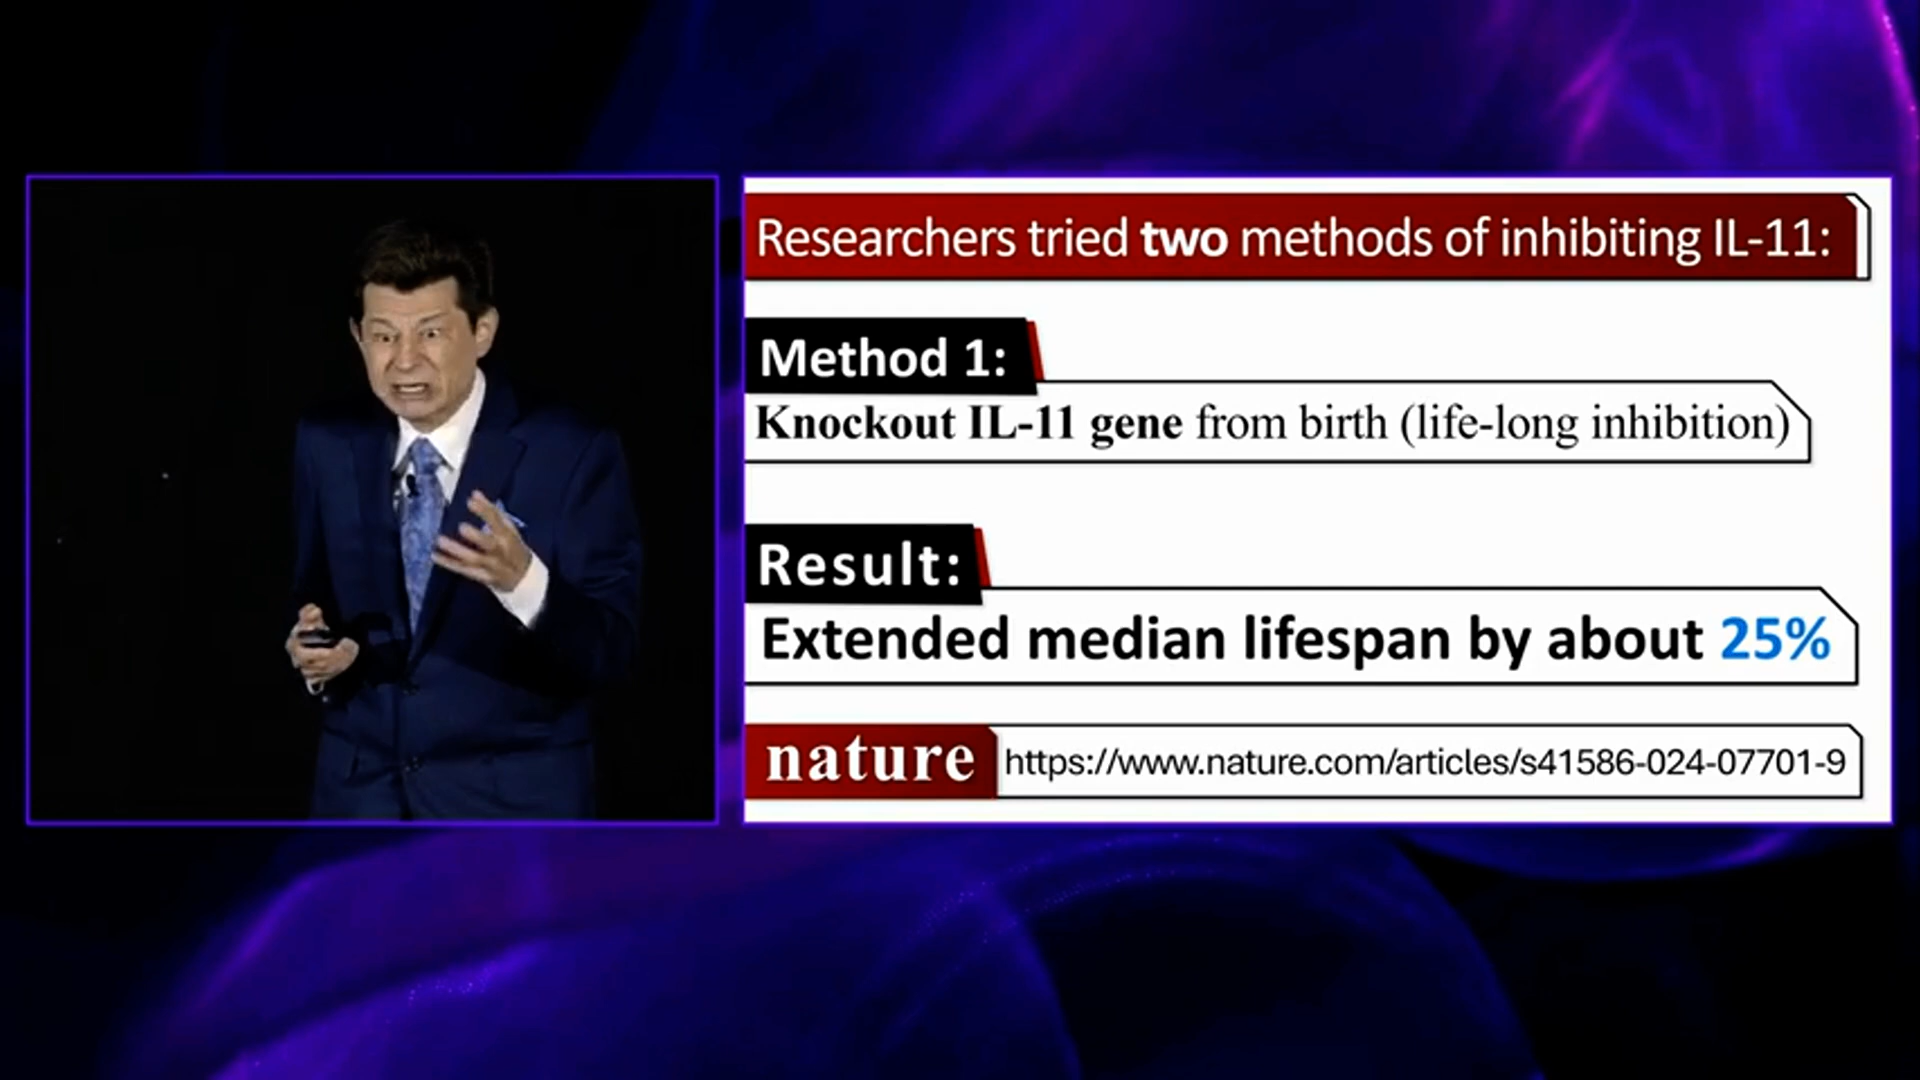 Researchers tried two methods of inhibiting IL-11:
Method 1:
Knockout IL-11 gene from birth (life-long inhibition)
Result:
Extended median lifespan by about 25%
nature https://www.nature.com/articles/s41586-024-07701-9